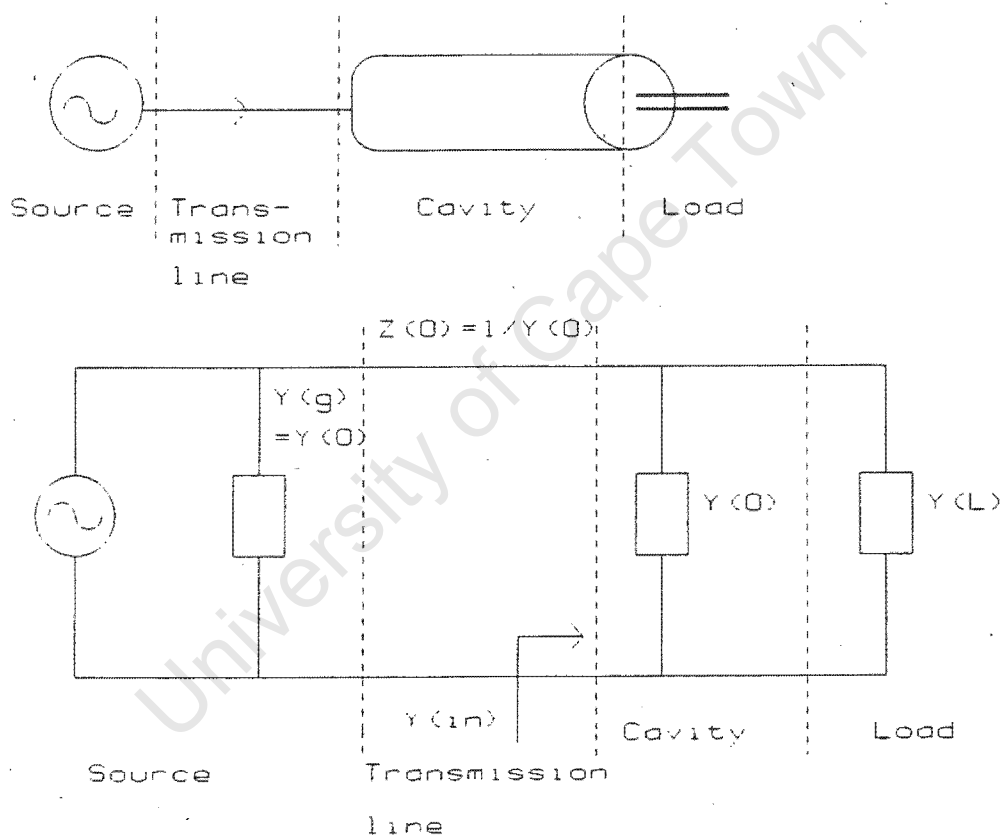 Source
Trans-
mission
line
Cavity
Load
Z(0)=1/Y(0)
Y(g)
=Y(0)
Y(0)
Y(L)
Y(in)
Cavity
Load
Source
Transmission
line
University of Cape Town